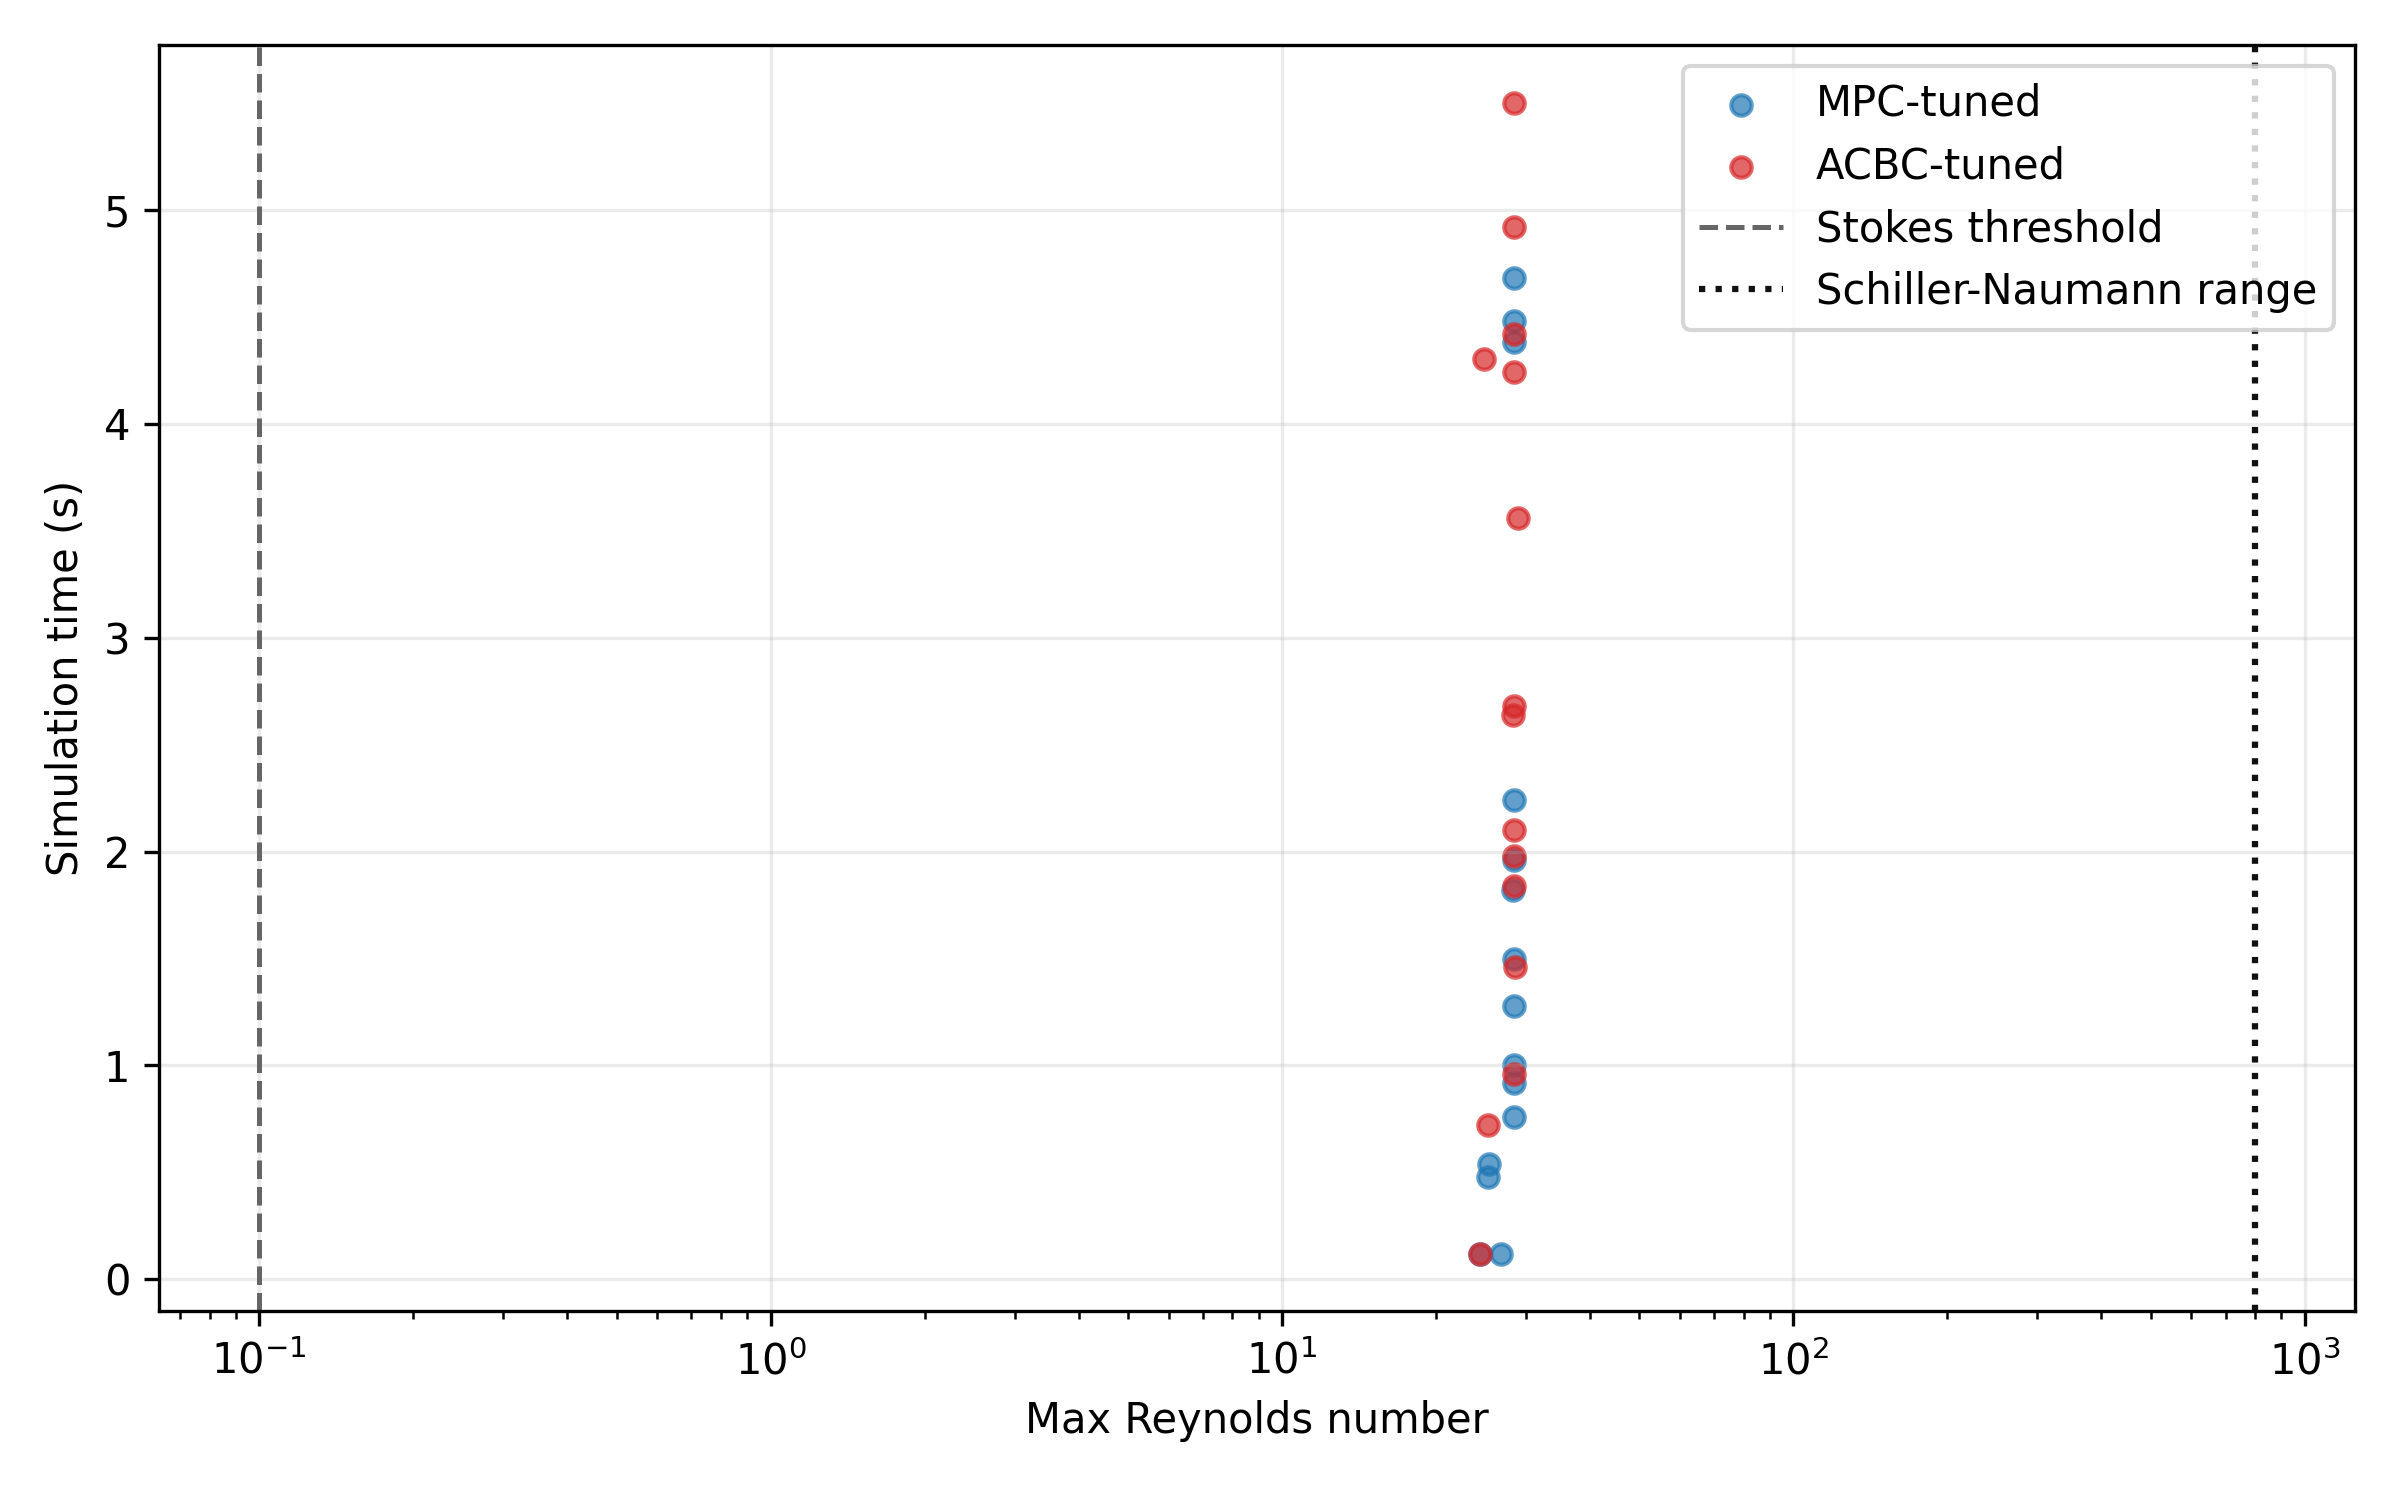 MPC-tuned
ACBC-tuned
Stokes threshold
Schiller-Naumann range
Simulation time (s)
5
4
3
2
1
0
10⁻¹ 10⁰ 10¹ 10² 10³
Max Reynolds number